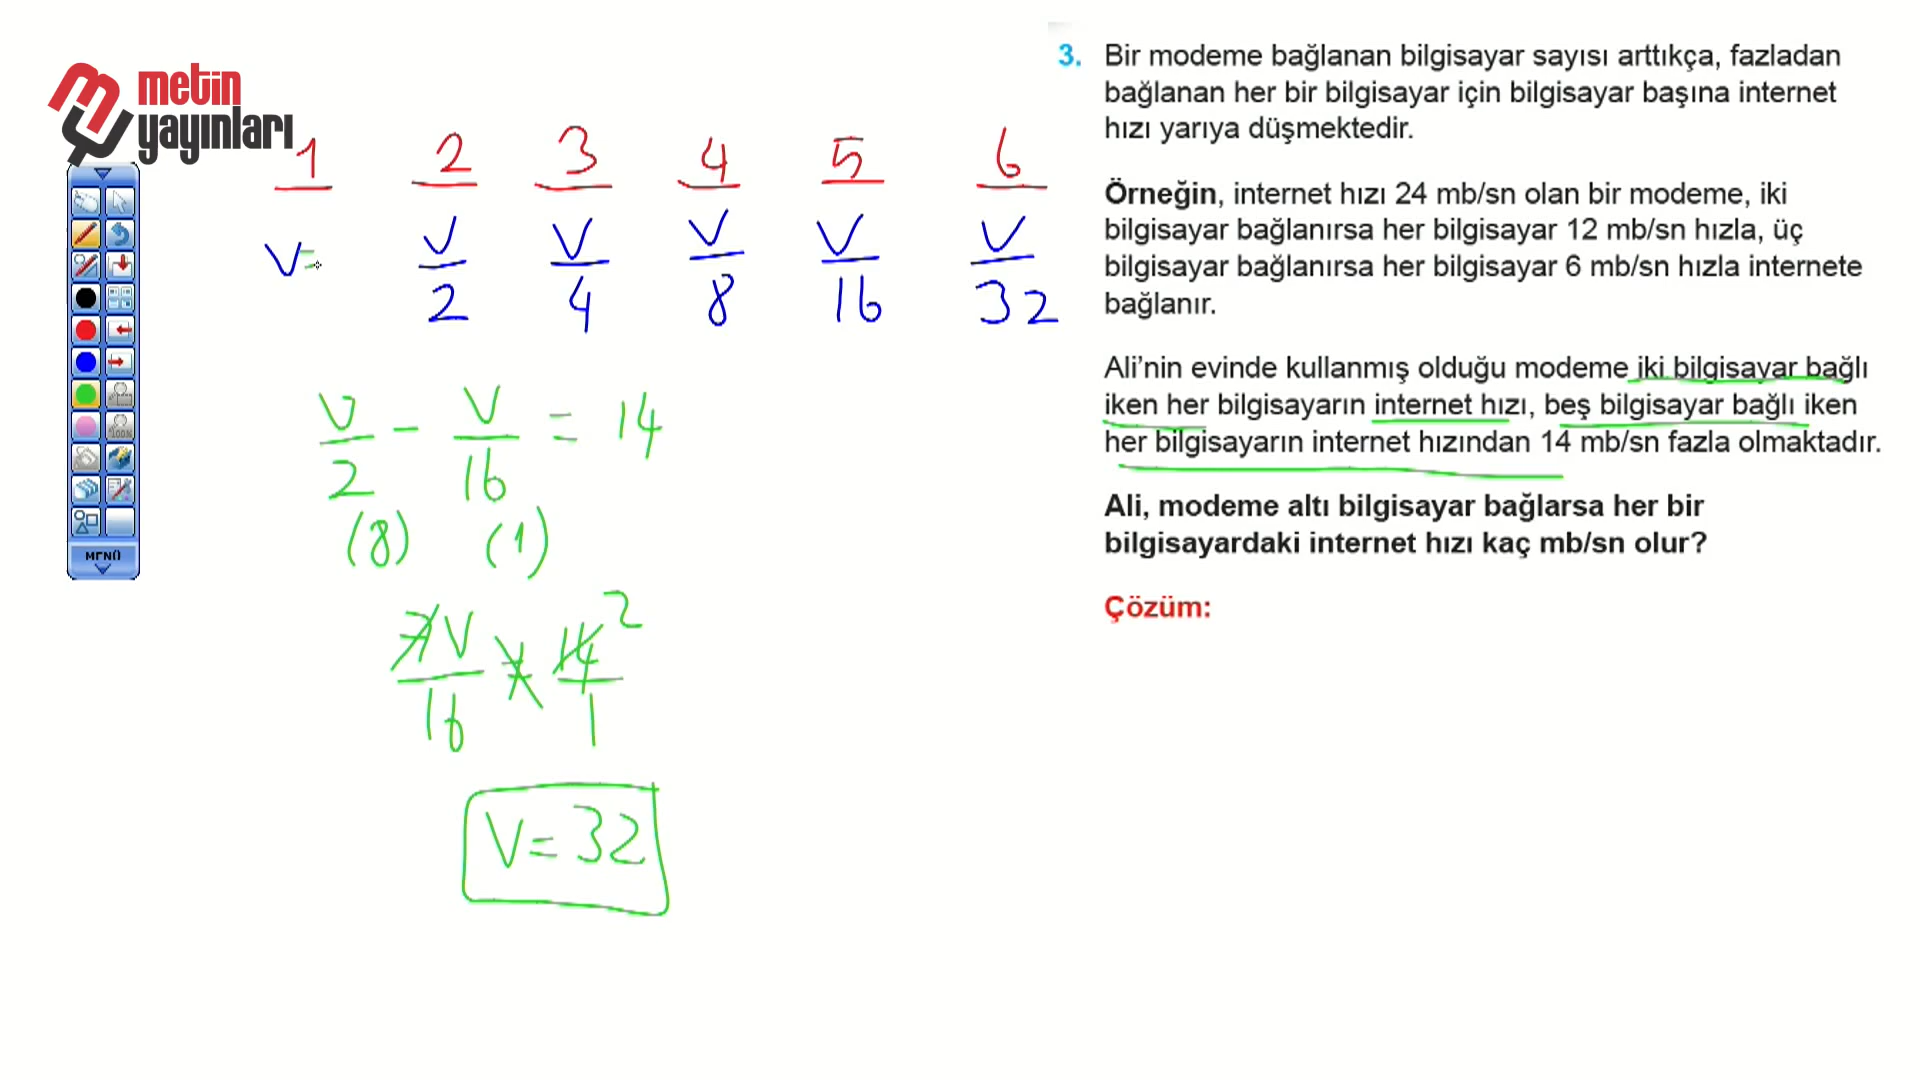 metin
yayınları
1 2 3 4 5 6
V= V/2 V/4 V/8 V/16 V/32
V/2 - V/16 = 14
(8) (1)
7V/16 = 14/1 2
V = 32
MENÜ
3. Bir modeme bağlanan bilgisayar sayısı arttıkça, fazladan
bağlanan her bir bilgisayar için bilgisayar başına internet
hızı yarıya düşmektedir.
Örneğin, internet hızı 24 mb/sn olan bir modeme, iki
bilgisayar bağlanırsa her bilgisayar 12 mb/sn hızla, üç
bilgisayar bağlanırsa her bilgisayar 6 mb/sn hızla internete
bağlanır.
Ali’nin evinde kullanmış olduğu modeme iki bilgisayar bağlı
iken her bilgisayarın internet hızı, beş bilgisayar bağlı iken
her bilgisayarın internet hızından 14 mb/sn fazla olmaktadır.
Ali, modeme altı bilgisayar bağlarsa her bir
bilgisayardaki internet hızı kaç mb/sn olur?
Çözüm: